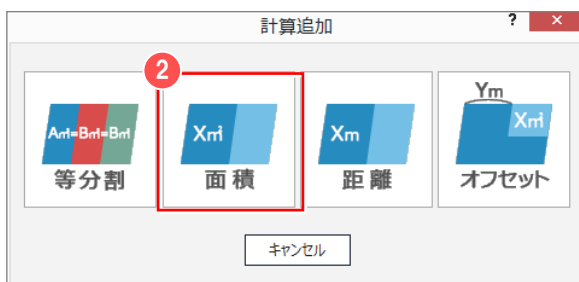 計算追加
? ×
2
A㎡=B㎡=B㎡
等分割
X㎡
面積
Xm
距離
Ym
X㎡
オフセット
キャンセル